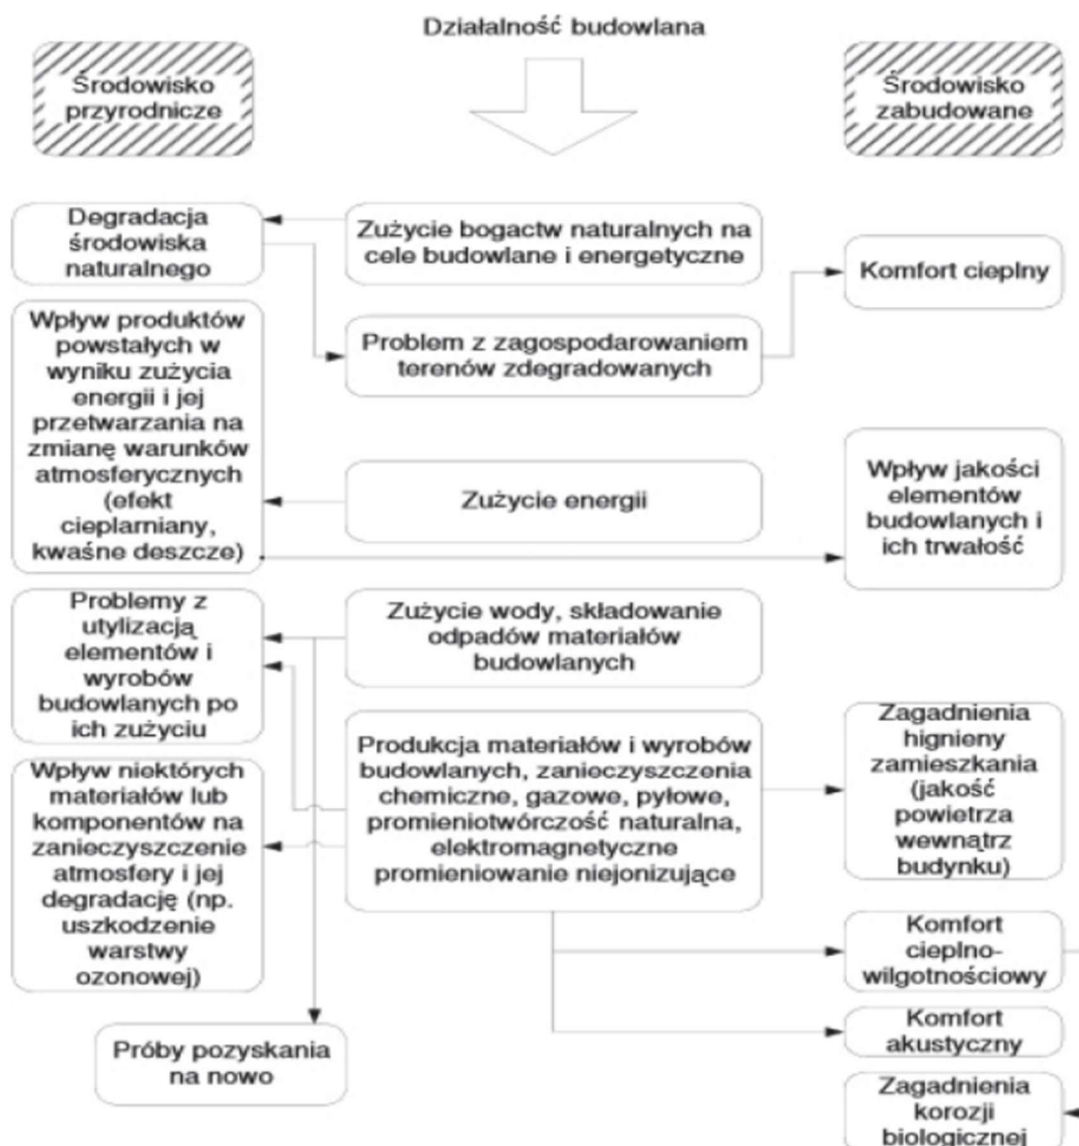 Działalność budowlana
Środowisko
przyrodnicze
Środowisko
zabudowane
Degradacja
środowiska
naturalnego
Zużycie bogactw naturalnych na
cele budowlane i energetyczne
Komfort cieplny
Wpływ produktów
powstałych w
wyniku zużycia
energii i jej
przetwarzania na
zmianę warunków
atmosferycznych
(efekt
cieplarniany,
kwaśne deszcze)
Problem z zagospodarowaniem
terenów zdegradowanych
Zużycie energii
Wpływ jakości
elementów
budowlanych i
ich trwałość
Problemy z
utylizacją
elementów i
wyrobów
budowlanych po
ich zużyciu
Zużycie wody, składowanie
odpadów materiałów
budowlanych
Produkcja materiałów i wyrobów
budowlanych, zanieczyszczenia
chemiczne, gazowe, pyłowe,
promieniotwórczość naturalna,
elektromagnetyczne
promieniowanie niejonizujące
Zagadnienia
hignieny
zamieszkania
(jakość
powietrza
wewnątrz
budynku)
Wpływ niektórych
materiałów lub
komponentów na
zanieczyszczenie
atmosfery i jej
degradację (np.
uszkodzenie
warstwy
ozonowej)
Komfort
cieplno-
wilgotnościowy
Komfort
akustyczny
Próby pozyskania
na nowo
Zagadnienia
korozji
biologicznej